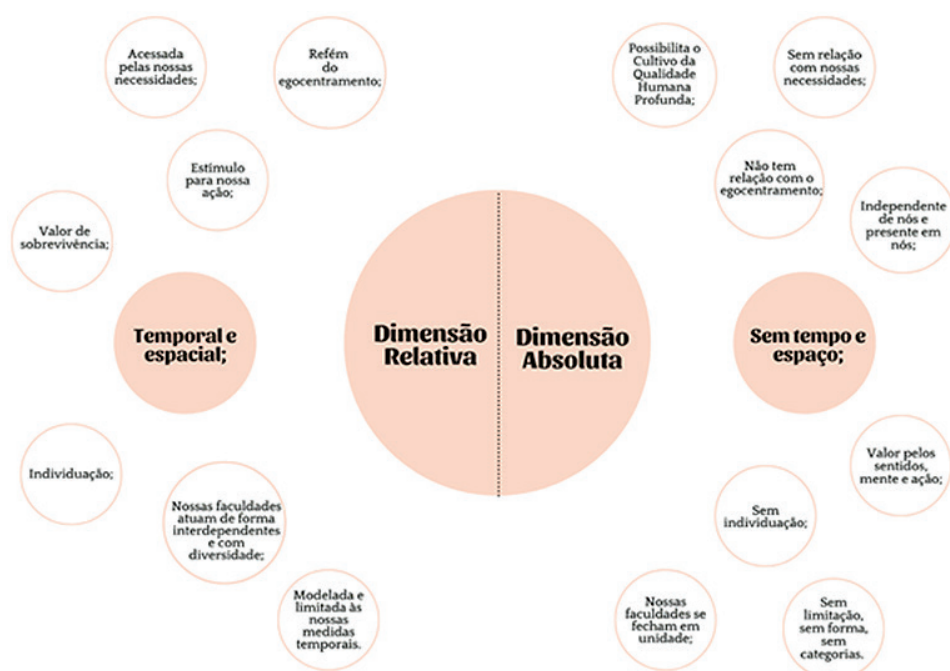 Acessada
pelas nossas
necessidades;
Refém
do
egocentramento;
Estímulo
para nossa
ação;
Valor de
sobrevivência;
Temporal e
espacial;
Individuação;
Nossas faculdades
atuam de forma
interdependentes
e com
diversidade;
Modelada e
limitada às
nossas
medidas
temporais.
Dimensão
Relativa
Dimensão
Absoluta
Possibilita o
Cultivo da
Qualidade
Humana
Profunda;
Sem relação
com nossas
necessidades;
Não tem
relação com o
egocentramento;
Independente
de nós e
presente em
nós;
Sem tempo e
espaço;
Valor pelos
sentidos,
mente e ação;
Sem
individuação;
Nossas
faculdades se
fecham em
unidade;
Sem
limitação,
sem forma,
sem
categorias.